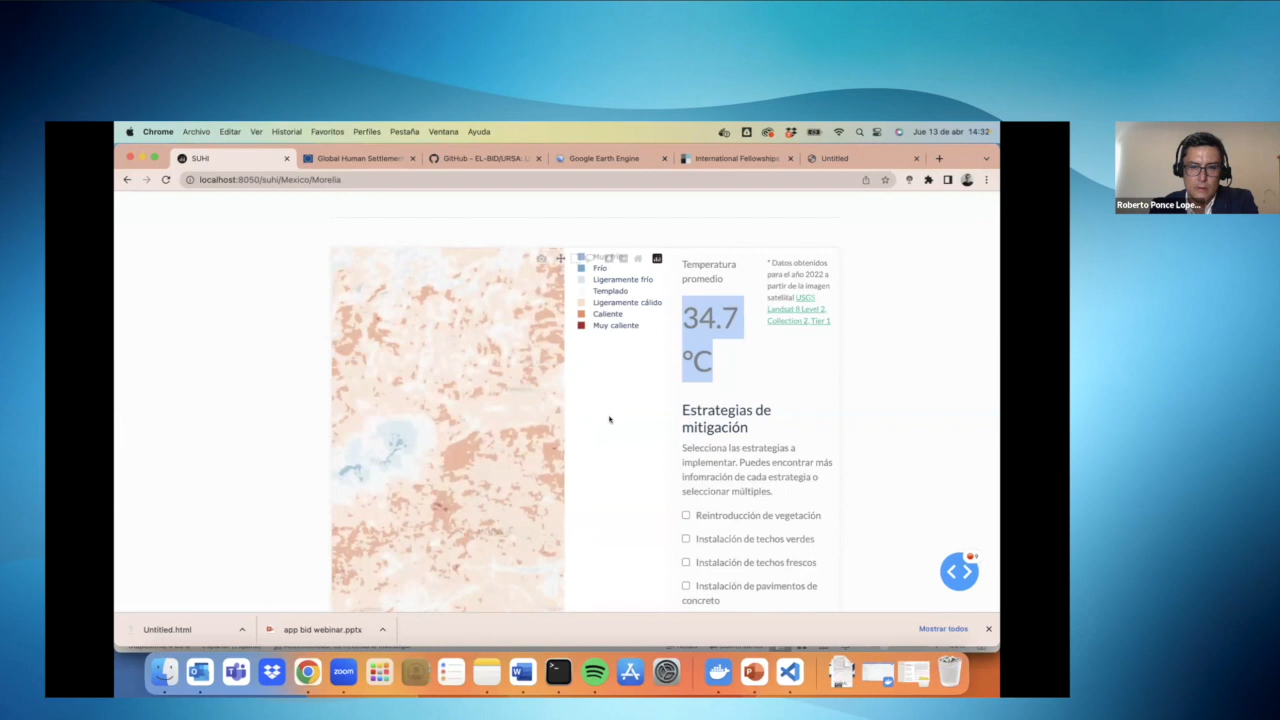 Chrome Archivo Editar Ver Historial Favoritos Perfiles Pestaña Ventana Ayuda Jue 13 de abr 14:32
SUHI Global Human Settlemen GitHub - EL-BID/URSA: U Google Earth Engine International Fellowships Untitled
localhost:8050/suhi/Mexico/Morelia
Roberto Ponce Lope...
Frío
Ligeramente frío
Templado
Ligeramente cálido
Caliente
Muy caliente
Temperatura
promedio
34.7
°C
* Datos obtenidos
para el año 2022 a
partir de la imagen
satelital USGS
Landsat 8 Level 2,
Collection 2, Tier 1
Estrategias de
mitigación
Selecciona las estrategias a
implementar. Puedes encontrar más
infomración de cada estrategia o
seleccionar múltiples.
Reintroducción de vegetación
Instalación de techos verdes
Instalación de techos frescos
Instalación de pavimentos de
concreto
Untitled.html app bid webinar.pptx Mostrar todos
zoom